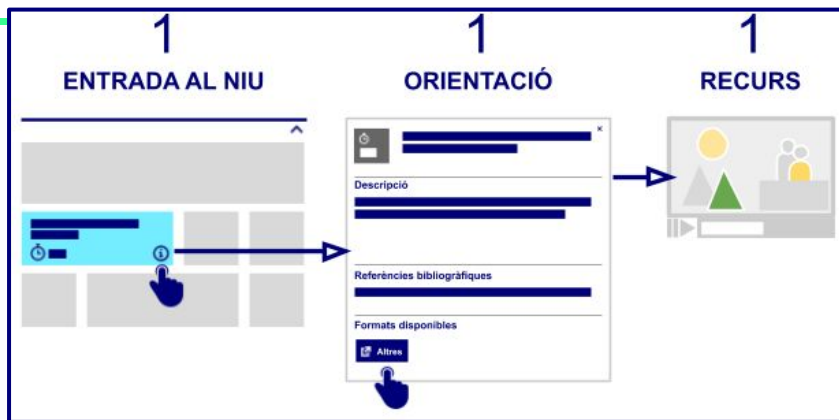 1
ENTRADA AL NIU
1
ORIENTACIÓ
Descripció
Referències bibliogràfiques
Formats disponibles
Altres
1
RECURS